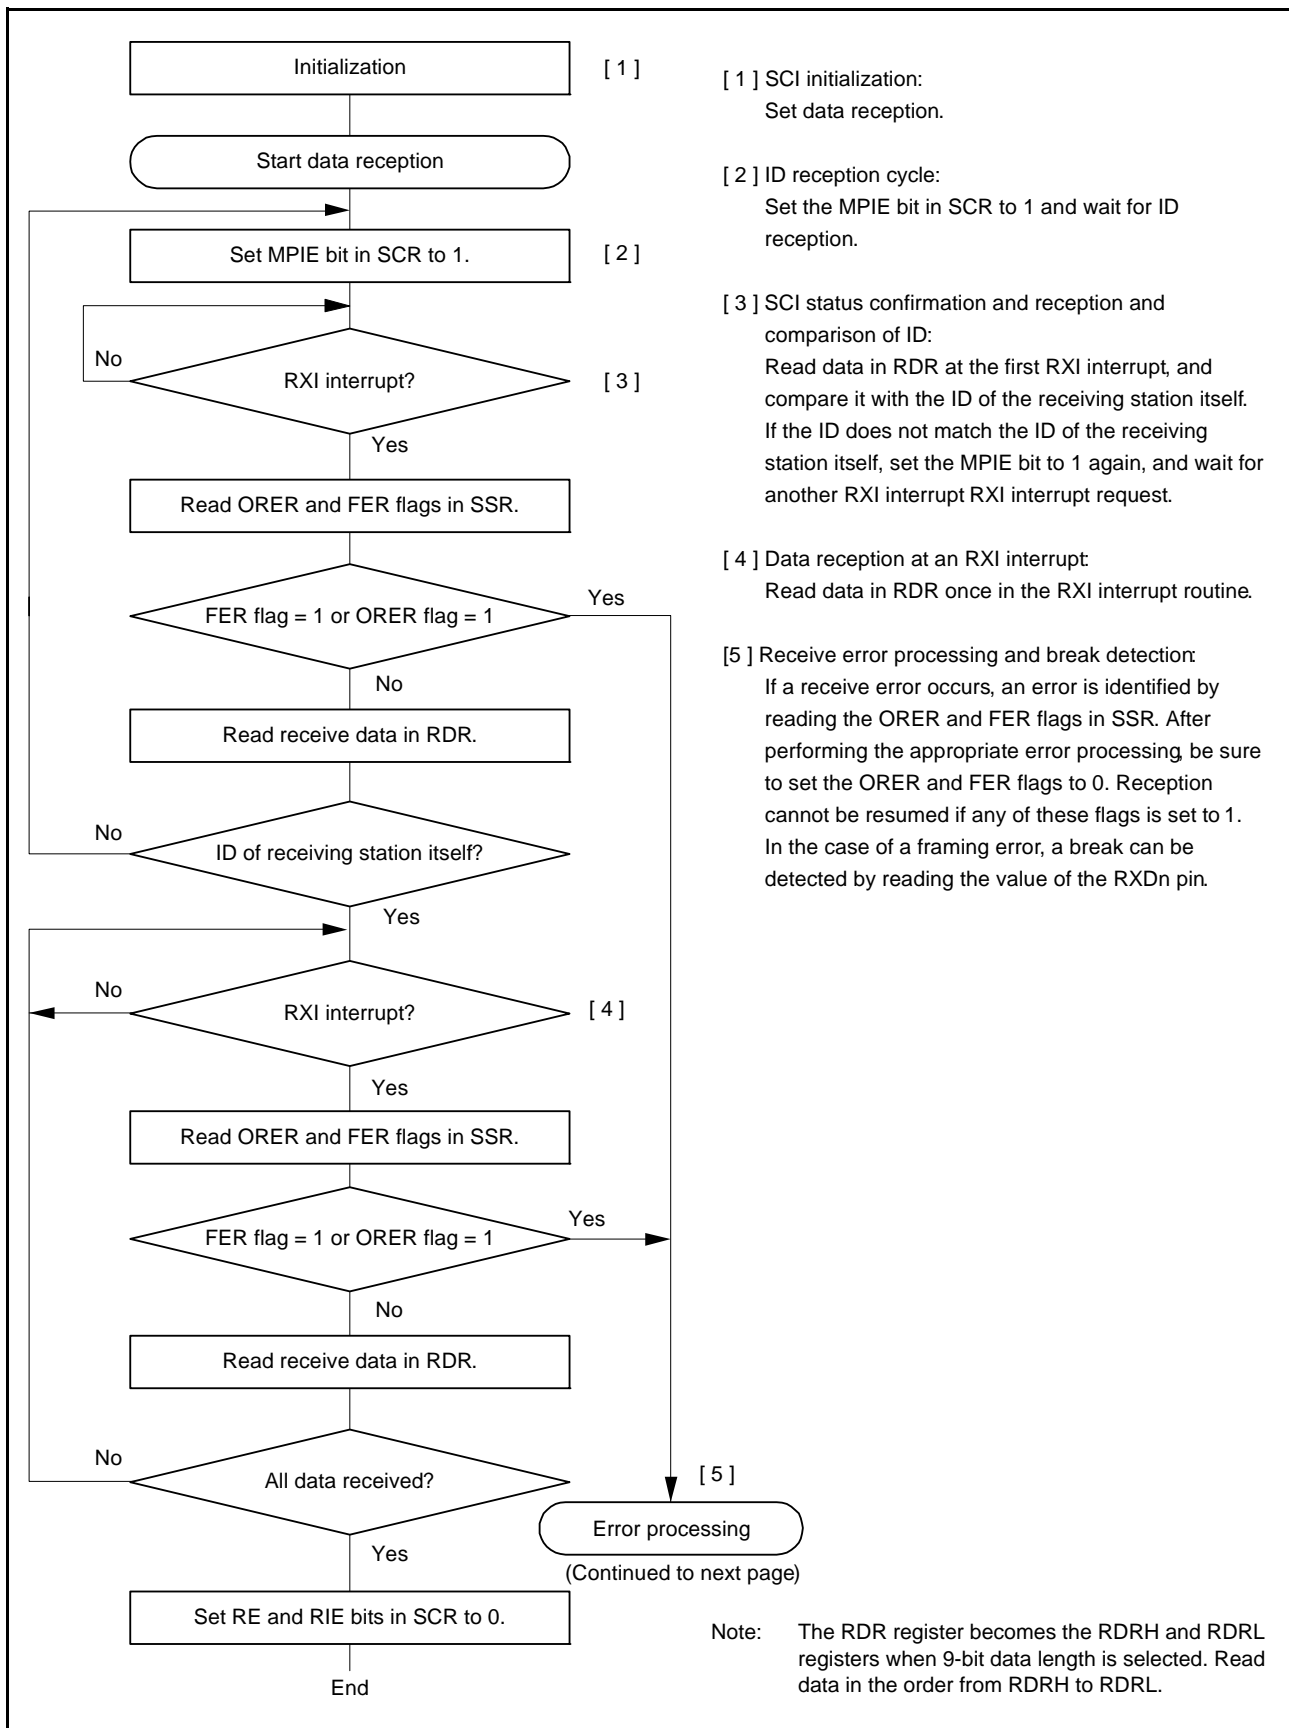 Initialization
[ 1 ]
Start data reception
Set MPIE bit in SCR to 1.
[ 2 ]
No
RXI interrupt?
[ 3 ]
Yes
Read ORER and FER flags in SSR.
FER flag = 1 or ORER flag = 1
Yes
No
Read receive data in RDR.
No
ID of receiving station itself?
Yes
No
RXI interrupt?
[ 4 ]
Yes
Read ORER and FER flags in SSR.
FER flag = 1 or ORER flag = 1
Yes
No
Read receive data in RDR.
No
All data received?
[ 5 ]
Error processing
(Continued to next page)
Yes
Set RE and RIE bits in SCR to 0.
End
[ 1 ] SCI initialization:
Set data reception.
[ 2 ] ID reception cycle:
Set the MPIE bit in SCR to 1 and wait for ID
reception.
[ 3 ] SCI status confirmation and reception and
comparison of ID:
Read data in RDR at the first RXI interrupt, and
compare it with the ID of the receiving station itself.
If the ID does not match the ID of the receiving
station itself, set the MPIE bit to 1 again, and wait for
another RXI interrupt RXI interrupt request.
[ 4 ] Data reception at an RXI interrupt:
Read data in RDR once in the RXI interrupt routine.
[5 ] Receive error processing and break detection:
If a receive error occurs, an error is identified by
reading the ORER and FER flags in SSR. After
performing the appropriate error processing, be sure
to set the ORER and FER flags to 0. Reception
cannot be resumed if any of these flags is set to 1.
In the case of a framing error, a break can be
detected by reading the value of the RXDn pin.
Note: The RDR register becomes the RDRH and RDRL
registers when 9-bit data length is selected. Read
data in the order from RDRH to RDRL.